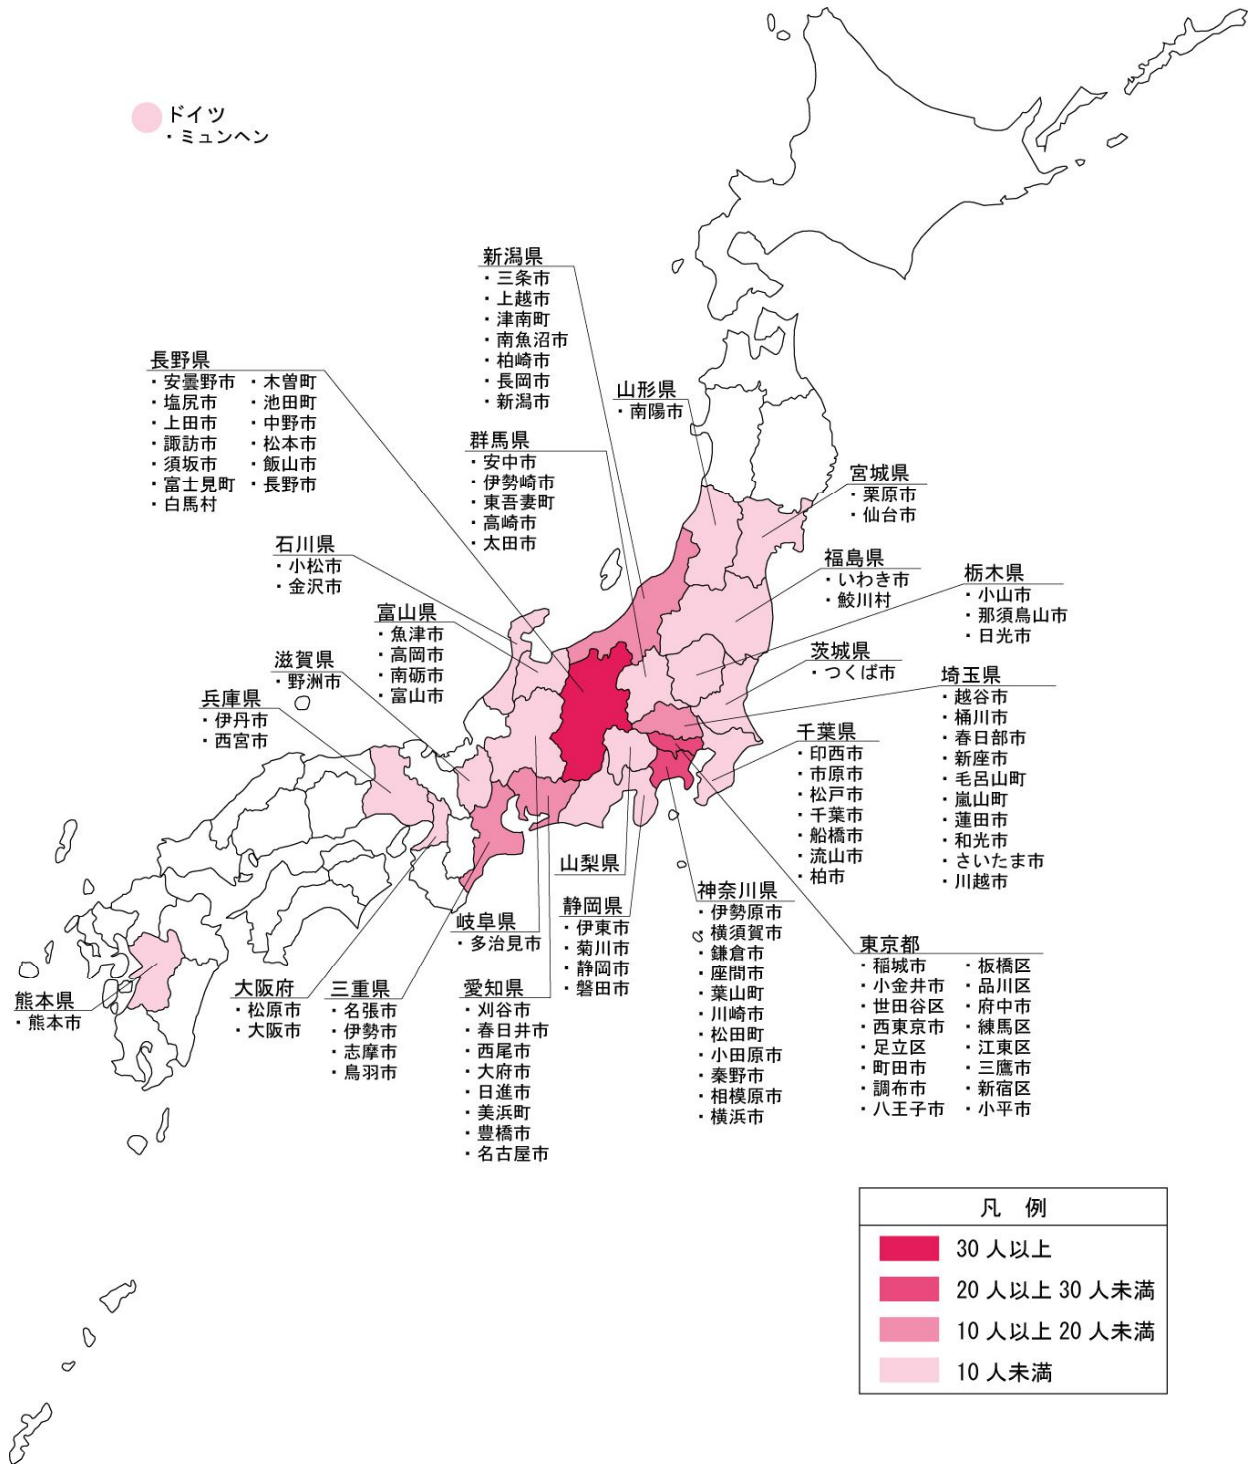 ドイツ
・ミュンヘン
新潟県
・三条市
・上越市
・津南町
・南魚沼市
・柏崎市
・長岡市
・新潟市
長野県
・安曇野市 ・木曽町
・塩尻市 ・池田町
・上田市 ・中野市
・諏訪市 ・松本市
・須坂市 ・飯山市
・富士見町 ・長野市
・白馬村
山形県
・南陽市
群馬県
・安中市
・伊勢崎市
・東吾妻町
・高崎市
・太田市
宮城県
・栗原市
・仙台市
石川県
・小松市
・金沢市
福島県
・いわき市
・鮫川村
栃木県
・小山市
・那須烏山市
・日光市
富山県
・魚津市
・高岡市
・南砺市
・富山市
滋賀県
・野洲市
茨城県
・つくば市
埼玉県
・越谷市
・桶川市
・春日部市
・新座市
・毛呂山町
・嵐山町
・蓮田市
・和光市
・さいたま市
・川越市
兵庫県
・伊丹市
・西宮市
千葉県
・印西市
・市原市
・松戸市
・千葉市
・船橋市
・流山市
・柏市
山梨県
神奈川県
・伊勢原市
・横須賀市
・鎌倉市
・座間市
・葉山町
・川崎市
・松田町
・小田原市
・秦野市
・相模原市
・横浜市
静岡県
・伊東市
・菊川市
・静岡市
・磐田市
岐阜県
・多治見市
東京都
・稲城市 ・板橋区
・小金井市 ・品川区
・世田谷区 ・府中市
・西東京市 ・練馬区
・足立区 ・江東区
・町田市 ・三鷹市
・調布市 ・新宿区
・八王子市 ・小平市
熊本県
・熊本市
大阪府
・松原市
・大阪市
三重県
・名張市
・伊勢市
・志摩市
・鳥羽市
愛知県
・刈谷市
・春日井市
・西尾市
・大府市
・日進市
・美浜町
・豊橋市
・名古屋市
凡 例
30 人以上
20 人以上 30 人未満
10 人以上 20 人未満
10 人未満